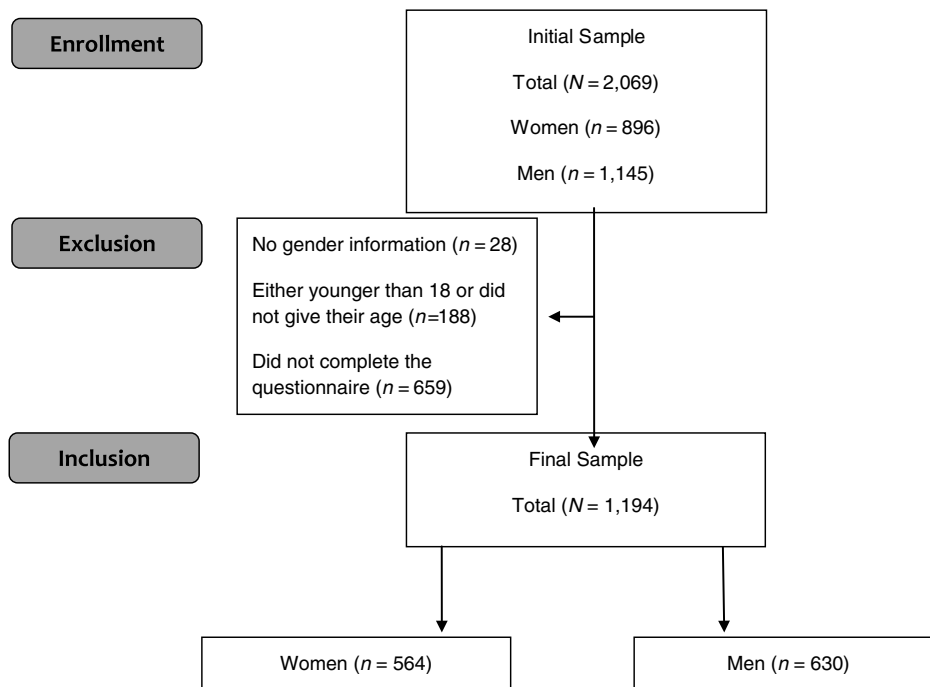 Enrollment
Initial Sample
Total (N = 2,069)
Women (n = 896)
Men (n = 1,145)
Exclusion
No gender information (n = 28)
Either younger than 18 or did
not give their age (n=188)
Did not complete the
questionnaire (n = 659)
Inclusion
Final Sample
Total (N = 1,194)
Women (n = 564)
Men (n = 630)